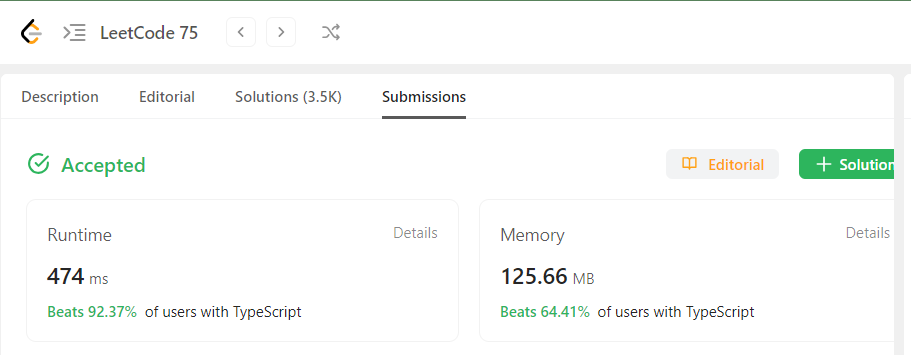 LeetCode 75
Description Editorial Solutions (3.5K) Submissions
Accepted Editorial Solution
Runtime Details Memory Details
474 ms 125.66 MB
Beats 92.37% of users with TypeScript Beats 64.41% of users with TypeScript